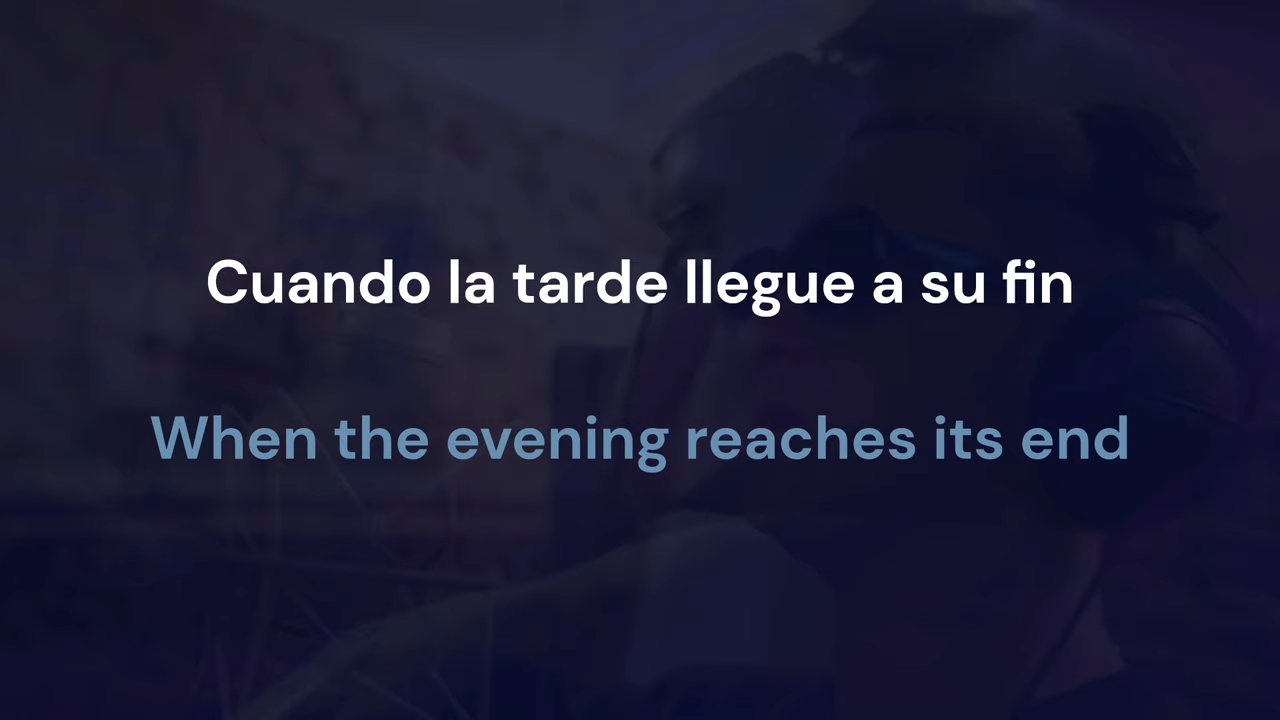 Cuando la tarde llegue a su fin
When the evening reaches its end